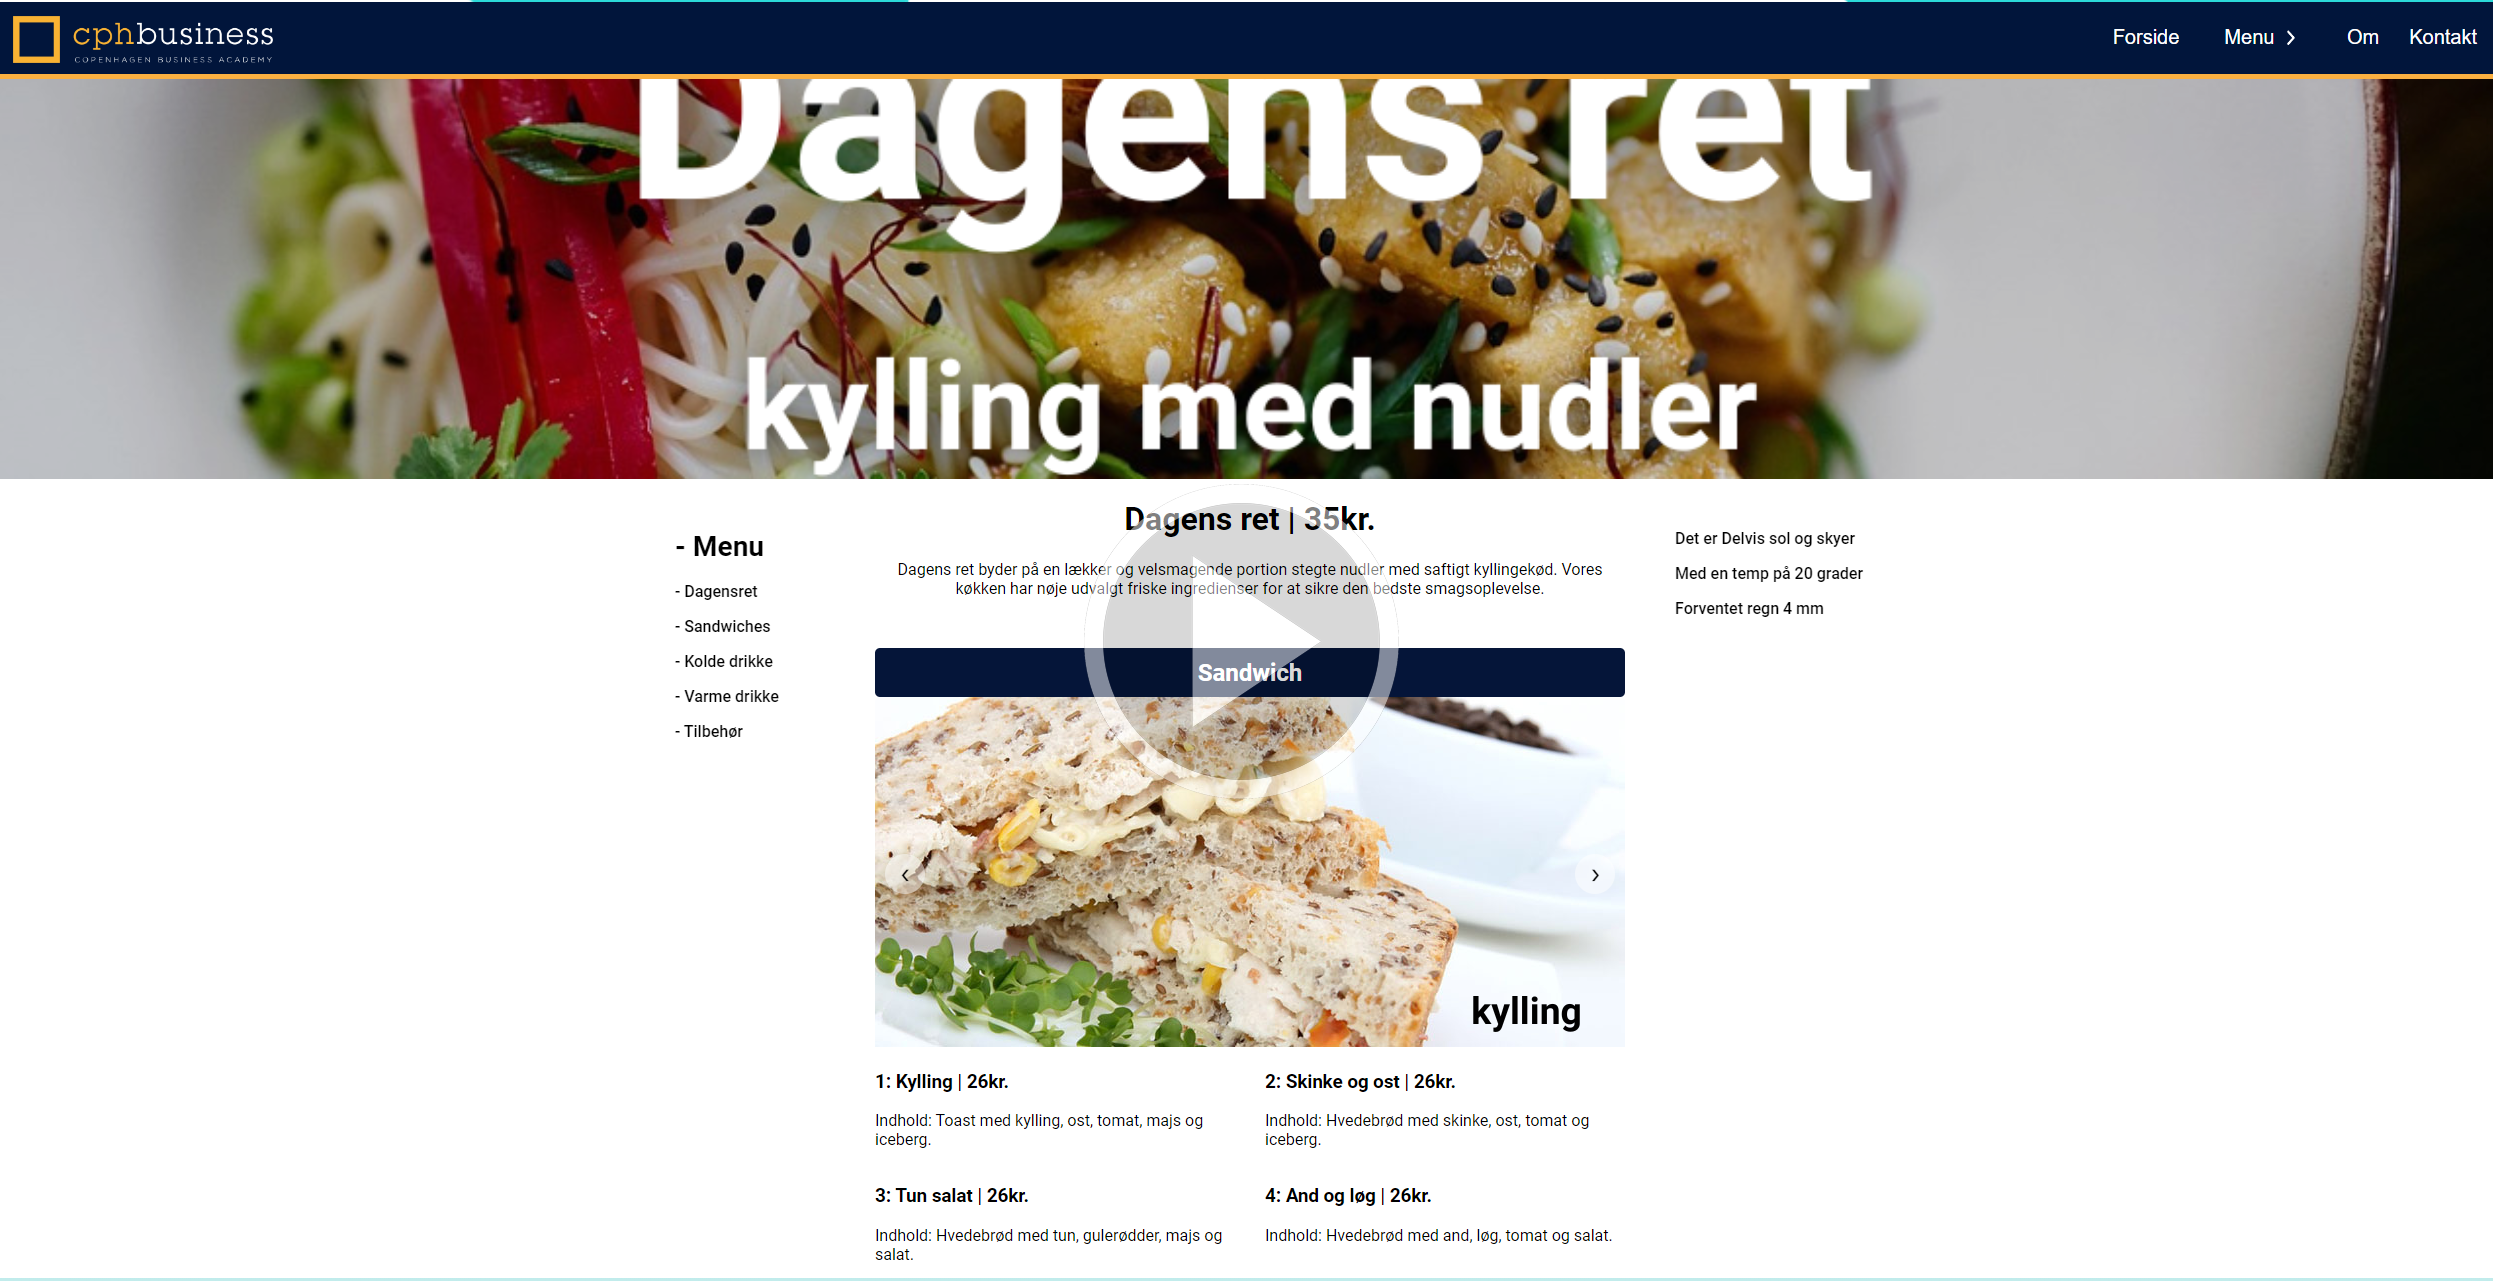 cphbusiness
COPENHAGEN BUSINESS ACADEMY
Forside
Menu
Om
Kontakt
Dagens ret
kylling med nudler
- Menu
- Dagensret
- Sandwiches
- Kolde drikke
- Varme drikke
- Tilbehør
Dagens ret | 35kr.
Dagens ret byder på en lækker og velsmagende portion stegte nudler med saftigt kyllingekød. Vores
køkken har nøje udvalgt friske ingredienser for at sikre den bedste smagsoplevelse.
Det er Delvis sol og skyer
Med en temp på 20 grader
Forventet regn 4 mm
Sandwich
kylling
1: Kylling | 26kr.
Indhold: Toast med kylling, ost, tomat, majs og
iceberg.
2: Skinke og ost | 26kr.
Indhold: Hvedebrød med skinke, ost, tomat og
iceberg.
3: Tun salat | 26kr.
Indhold: Hvedebrød med tun, gulerødder, majs og
salat.
4: And og løg | 26kr.
Indhold: Hvedebrød med and, løg, tomat og salat.